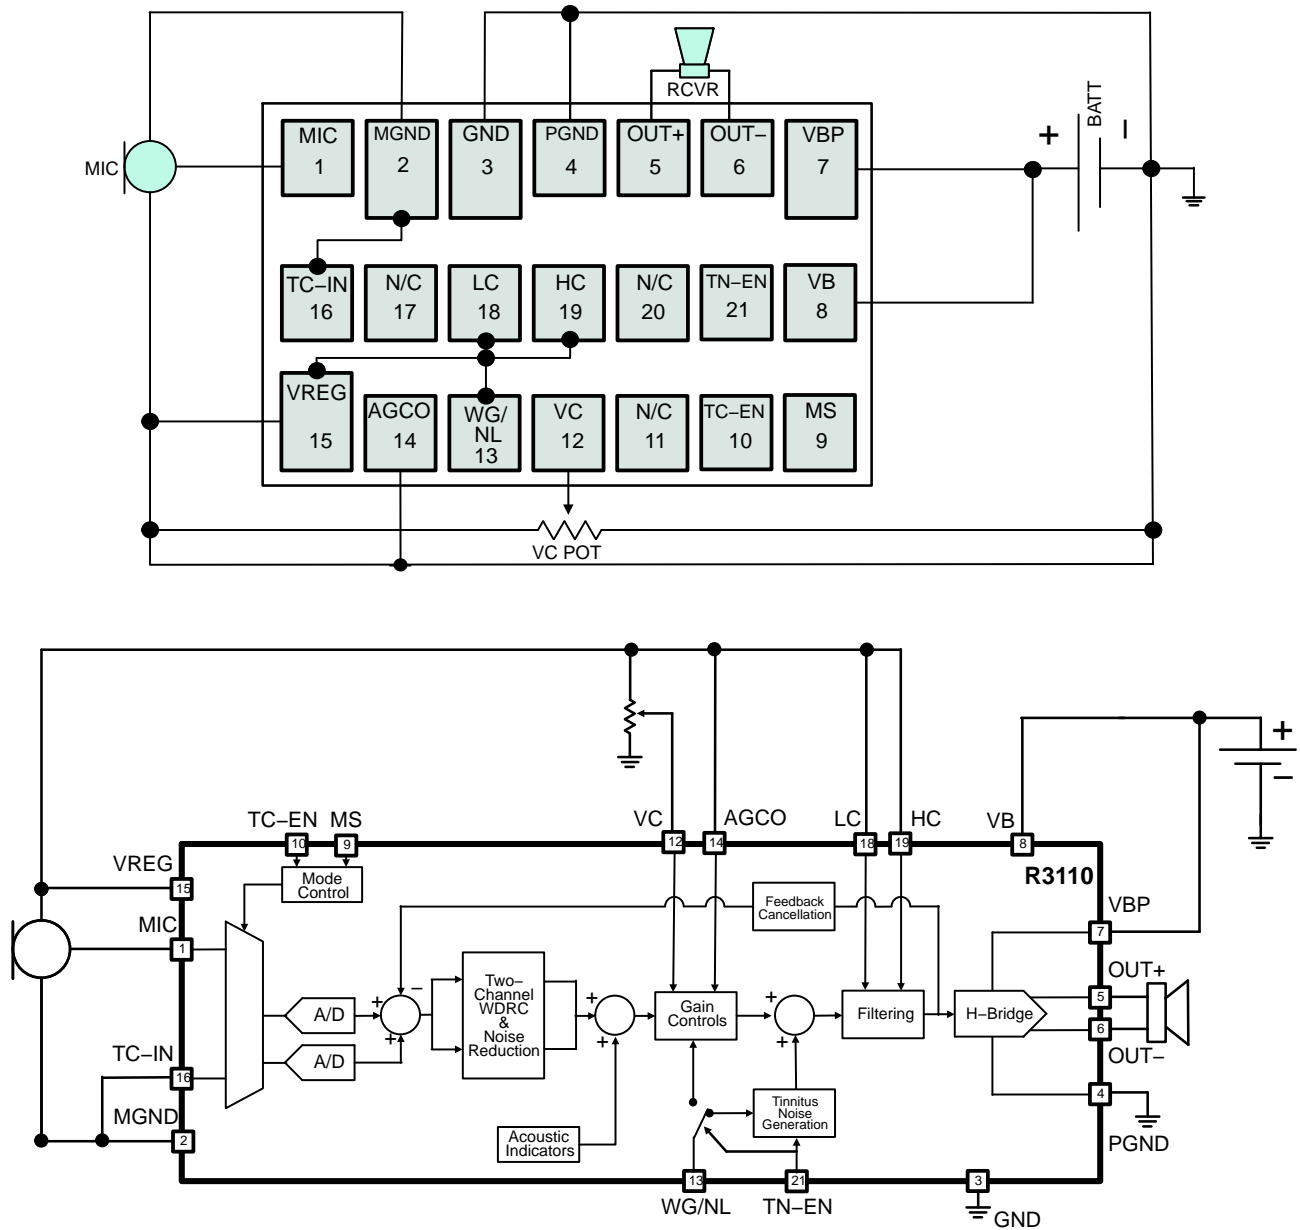 RCVR
BATT
+
MIC
1
MGND
2
GND
3
PGND
4
OUT+
5
OUT–
6
VBP
7
MIC
TC–IN
16
N/C
17
LC
18
HC
19
N/C
20
TN–EN
21
VB
8
VREG
15
AGCO
14
WG/
NL
13
VC
12
N/C
11
TC–EN
10
MS
9
VC POT
+
–
TC–EN
MS
VC
AGCO
LC
HC
VB
10
9
12
14
18
19
8
VREG
15
Mode
Control
R3110
Feedback
Cancellation
VBP
7
MIC
1
–
Two–
Channel
WDRC
&
Noise
Reduction
OUT+
5
+
A/D
+
+
Gain
Controls
+
Filtering
H–Bridge
6
OUT–
+
+
TC–IN
16
A/D
MGND
2
Tinnitus
Noise
Generation
4
PGND
Acoustic
Indicators
13
21
3
WG/NL
TN–EN
GND